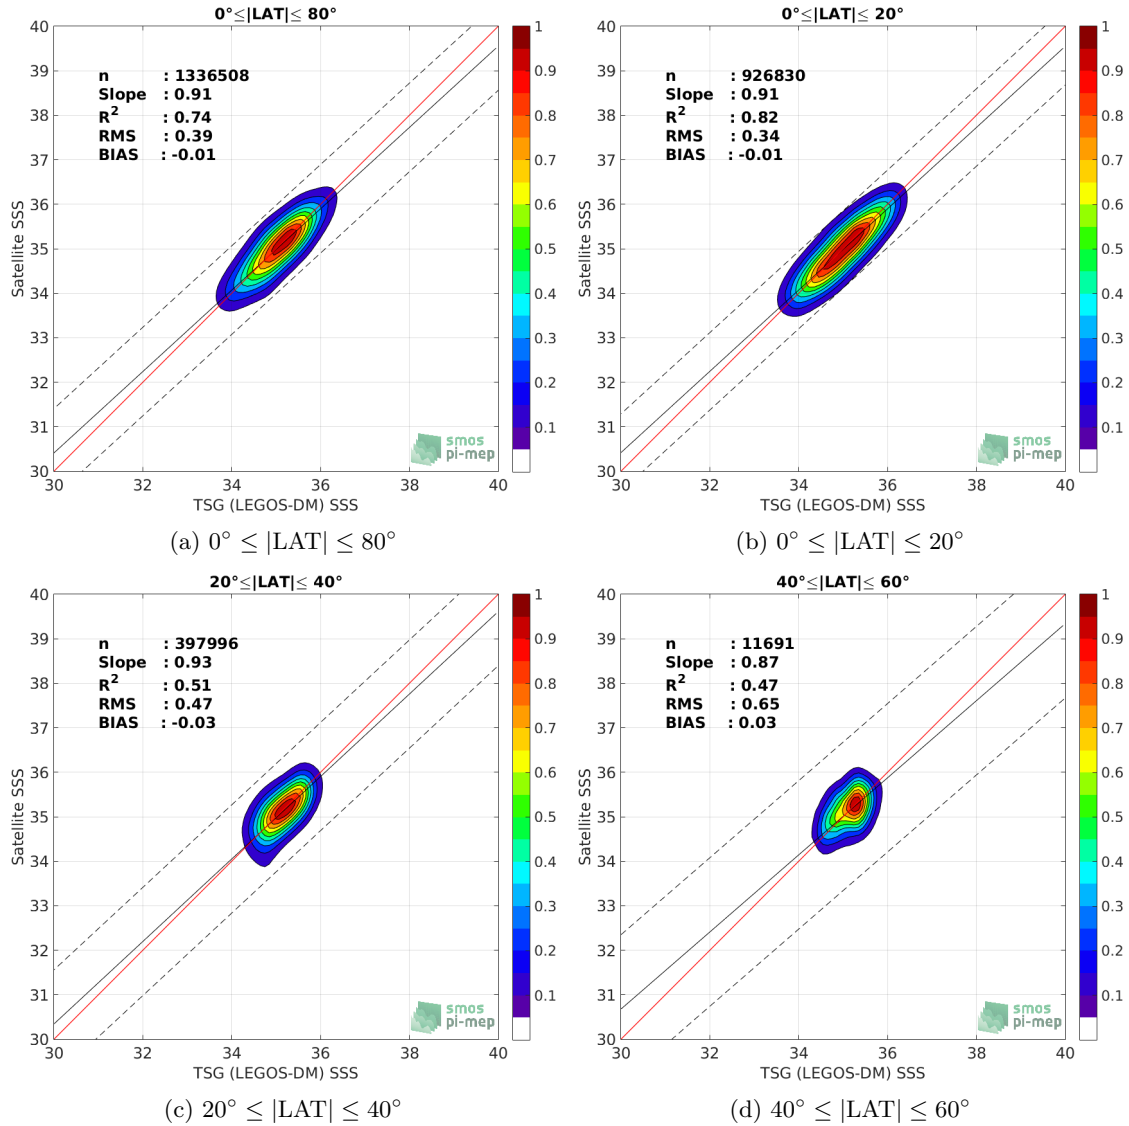 0°≤|LAT|≤ 80°
40
39
38
37
36
35
34
33
32
31
30
Satellite SSS
n : 1336508
Slope : 0.91
R2 : 0.74
RMS : 0.39
BIAS : -0.01
smos
pi-mep
30 32 34 36 38 40
TSG (LEGOS-DM) SSS
1
0.9
0.8
0.7
0.6
0.5
0.4
0.3
0.2
0.1
(a) 0° ≤ |LAT| ≤ 80°
0°≤|LAT|≤ 20°
40
39
38
37
36
35
34
33
32
31
30
Satellite SSS
n : 926830
Slope : 0.91
R2 : 0.82
RMS : 0.34
BIAS : -0.01
smos
pi-mep
30 32 34 36 38 40
TSG (LEGOS-DM) SSS
1
0.9
0.8
0.7
0.6
0.5
0.4
0.3
0.2
0.1
(b) 0° ≤ |LAT| ≤ 20°
20°≤|LAT|≤ 40°
40
39
38
37
36
35
34
33
32
31
30
Satellite SSS
n : 397996
Slope : 0.93
R2 : 0.51
RMS : 0.47
BIAS : -0.03
smos
pi-mep
30 32 34 36 38 40
TSG (LEGOS-DM) SSS
1
0.9
0.8
0.7
0.6
0.5
0.4
0.3
0.2
0.1
(c) 20° ≤ |LAT| ≤ 40°
40°≤|LAT|≤ 60°
40
39
38
37
36
35
34
33
32
31
30
Satellite SSS
n : 11691
Slope : 0.87
R2 : 0.47
RMS : 0.65
BIAS : 0.03
smos
pi-mep
30 32 34 36 38 40
TSG (LEGOS-DM) SSS
1
0.9
0.8
0.7
0.6
0.5
0.4
0.3
0.2
0.1
(d) 40° ≤ |LAT| ≤ 60°